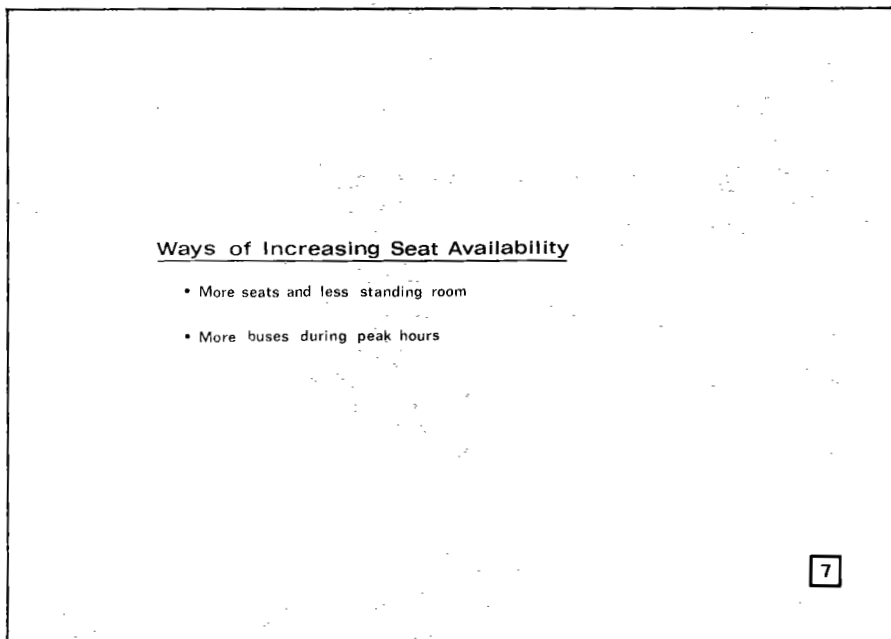 Ways of Increasing Seat Availability
• More seats and less standing room
• More buses during peak hours
7